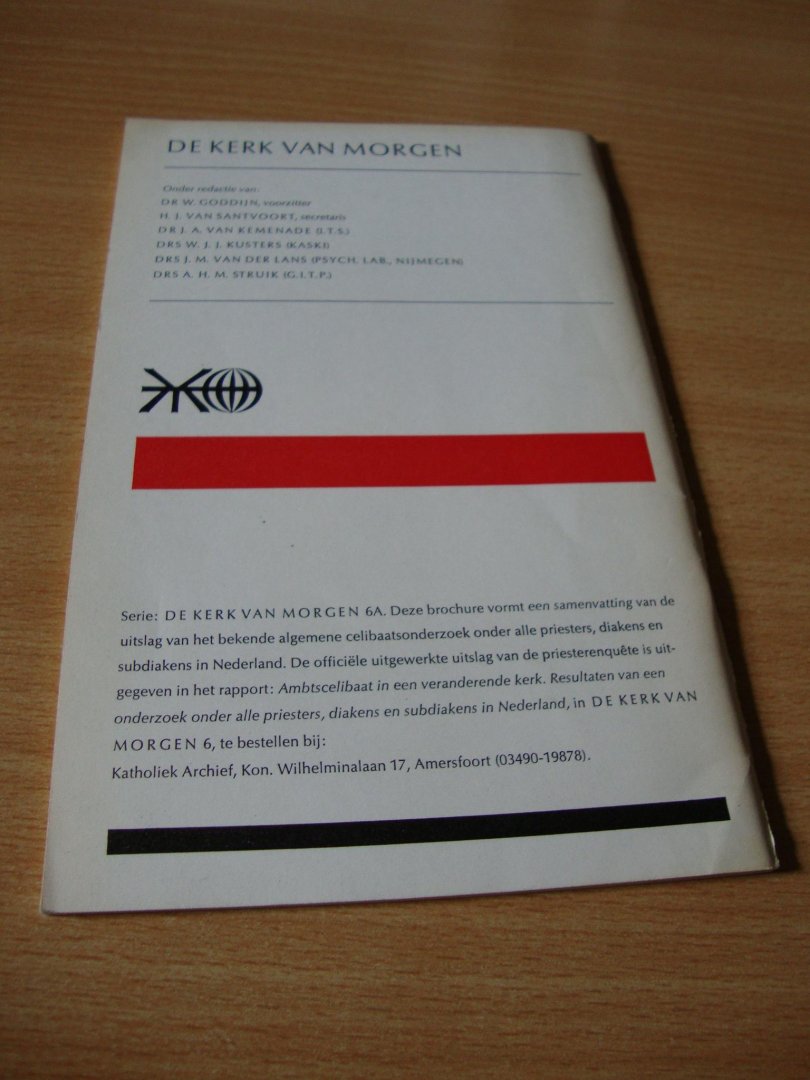 DE KERK VAN MORGEN
Onder redactie van:
DR W. GODDIJN, voorzitter
H. J. VAN SANTVOORT, secretaris
DR J. A. VAN KEMENADE (I.T.S.)
DRS W. J. J. KUSTERS (KASKI)
DRS J. M. VAN DER LANS (PSYCH. LAB., NIJMEGEN)
DRS A. H. M. STRUIK (G.I.T.P.)
Serie: DE KERK VAN MORGEN 6A. Deze brochure vormt een samenvatting van de
uitslag van het bekende algemene celibaatsonderzoek onder alle priesters, diakens en
subdiakens in Nederland. De officiële uitgewerkte uitslag van de priesterenquête is uit-
gegeven in het rapport: Ambtscelibaat in een veranderende kerk. Resultaten van een
onderzoek onder alle priesters, diakens en subdiakens in Nederland, in DE KERK VAN
MORGEN 6, te bestellen bij:
Katholiek Archief, Kon. Wilhelminalaan 17, Amersfoort (03490-19878).